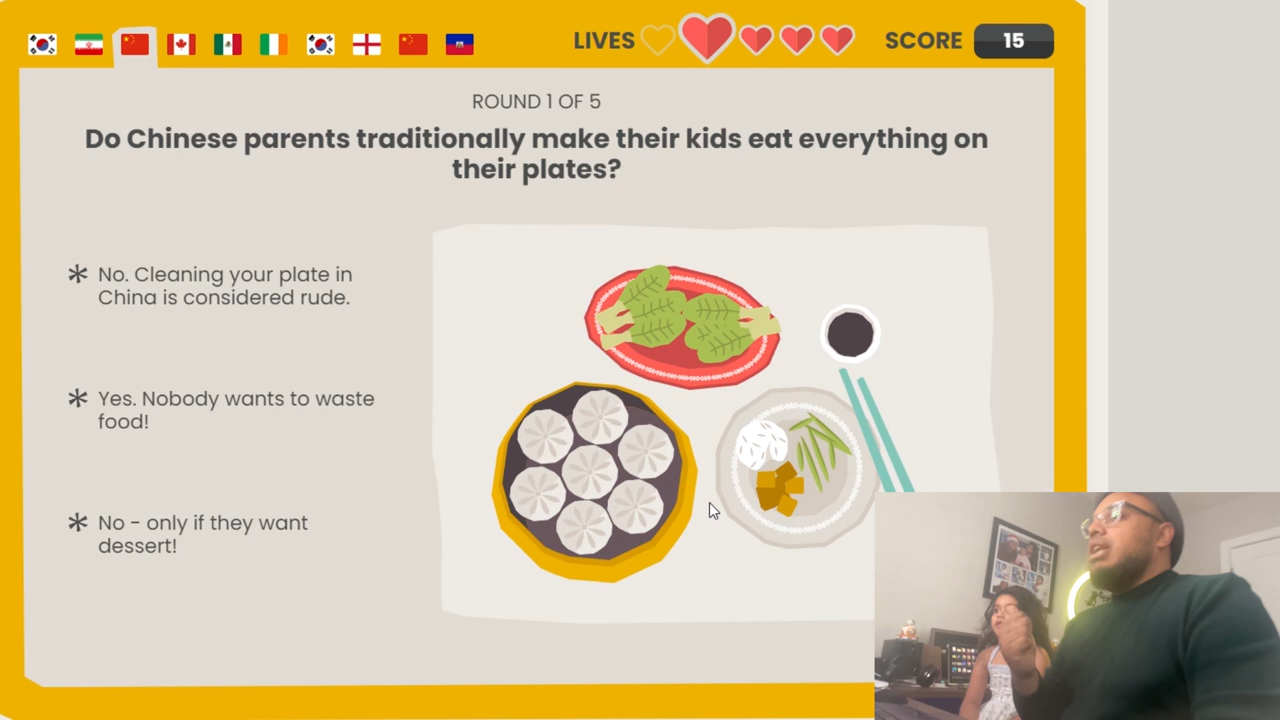 LIVES
SCORE
15
ROUND 1 OF 5
Do Chinese parents traditionally make their kids eat everything on
their plates?
* No. Cleaning your plate in
China is considered rude.
* Yes. Nobody wants to waste
food!
* No - only if they want
dessert!